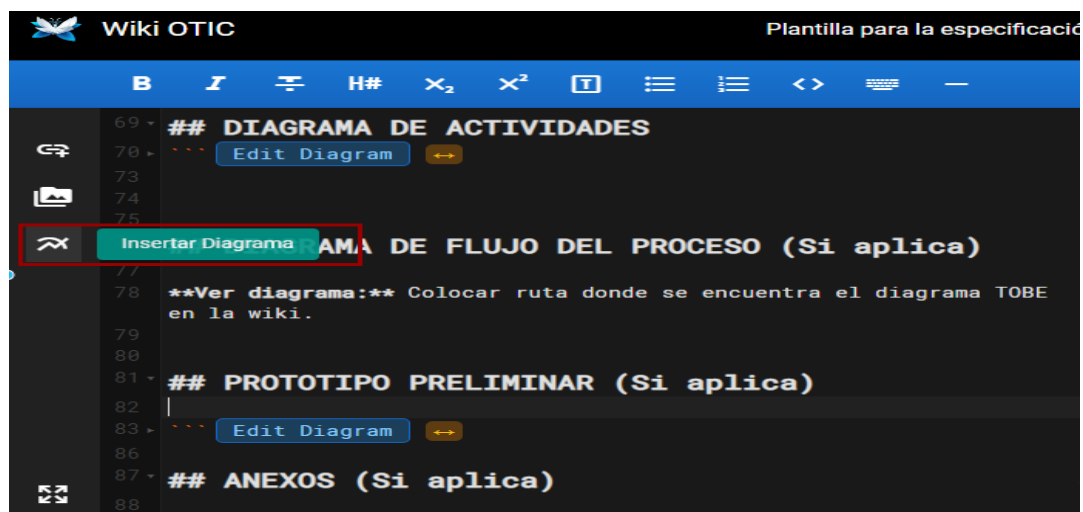 Wiki OTIC
Plantilla para la especificació
B I T H# X₂ X² T <> —
69 ## DIAGRAMA DE ACTIVIDADES
70 ``` Edit Diagram ↔
73
74
75
Insertar Diagrama AMA DE FLUJO DEL PROCESO (Si aplica)
77
78 **Ver diagrama:** Colocar ruta donde se encuentra el diagrama TOBE
en la wiki.
79
80
81 ## PROTOTIPO PRELIMINAR (Si aplica)
82
83 ``` Edit Diagram ↔
86
87 ## ANEXOS (Si aplica)
88